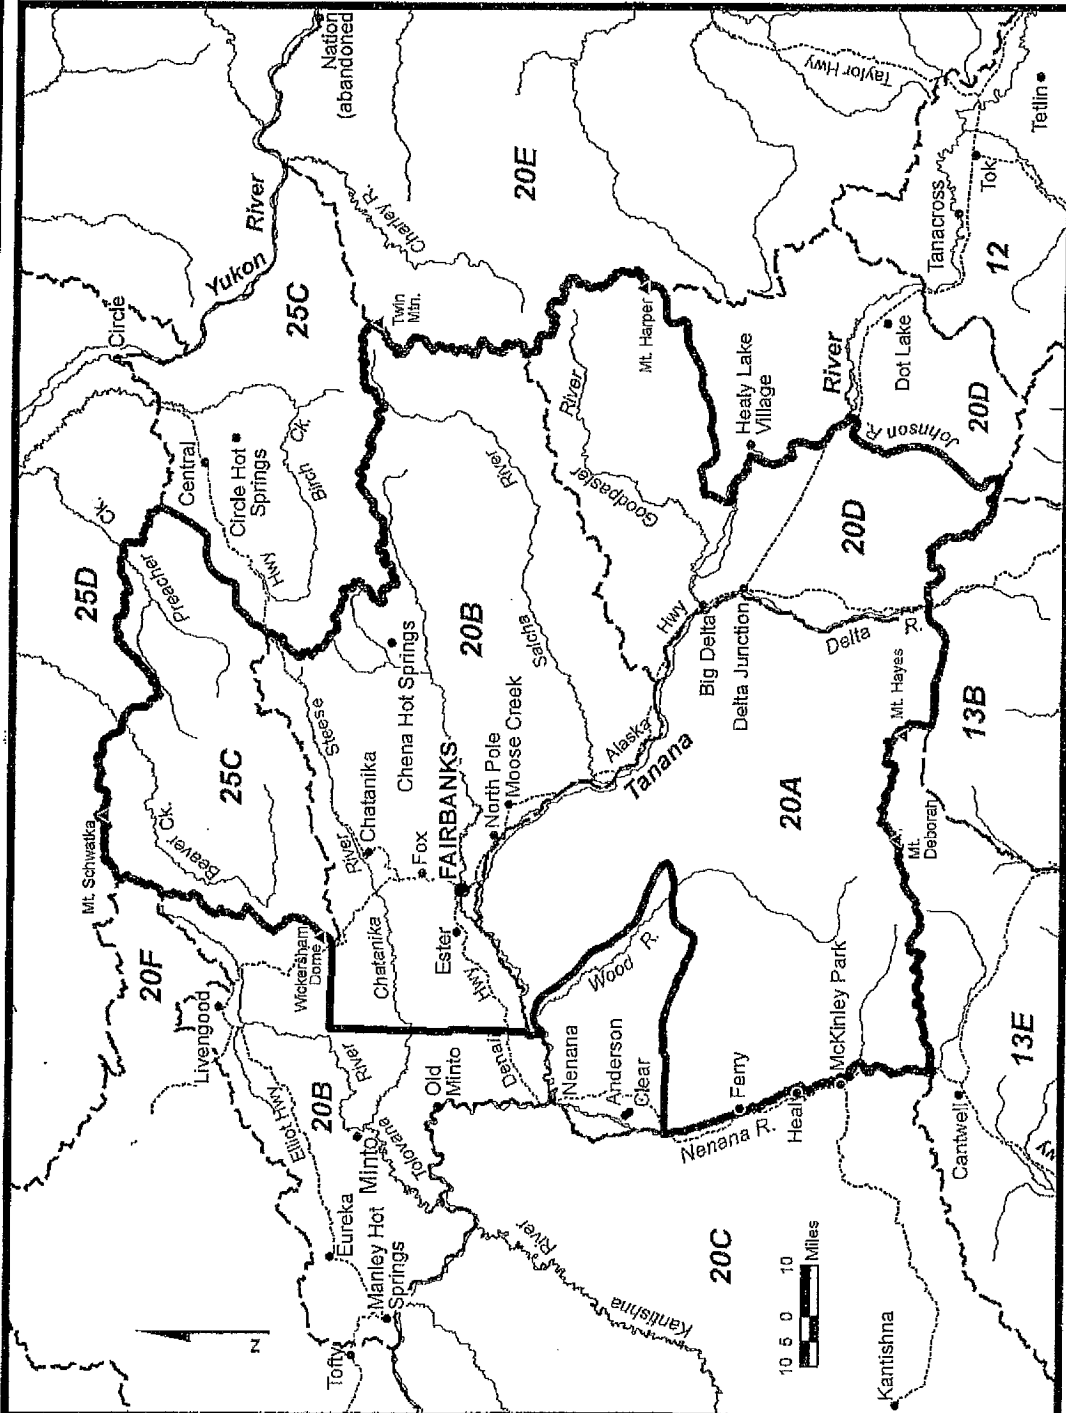 Mt. Schwatka
25D
Ck.
Circle
Preacher
20F
Beaver Ck.
Central
Livengood
25C
Circle Hot
Springs
Yukon
River
N
Wickersham
Dome
Hwy
Birch Ck.
25C
Nation
(abandoned)
Elliot Hwy
20B
Steese
Tofty
Eureka
River
River
Chatanika
Minto
Chatanika
Manley Hot
Springs
Tolovana
Old
Minto
Fox
Chena Hot Springs
Twin
Mtn.
Charley R.
Ester
FAIRBANKS
20B
Hwy
Denali
North Pole
Moose Creek
River
Salcha
20E
River
Nenana
Wood R.
Alaska
Tanana
River
Goodpaster
Kantishna
Anderson
Clear
Hwy
Mt. Harper
20C
Nenana R.
Ferry
Big Delta
Delta Junction
Healy Lake
Village
10 5 0 10
Miles
Healy
20A
McKinley Park
Delta R.
20D
River
Taylor Hwy
Kantishna
Mt.
Deborah
Mt. Hayes
Dot Lake
Johnson R.
Tanacross
Cantwell
13B
20D
Tok
12
13E
Tetlin